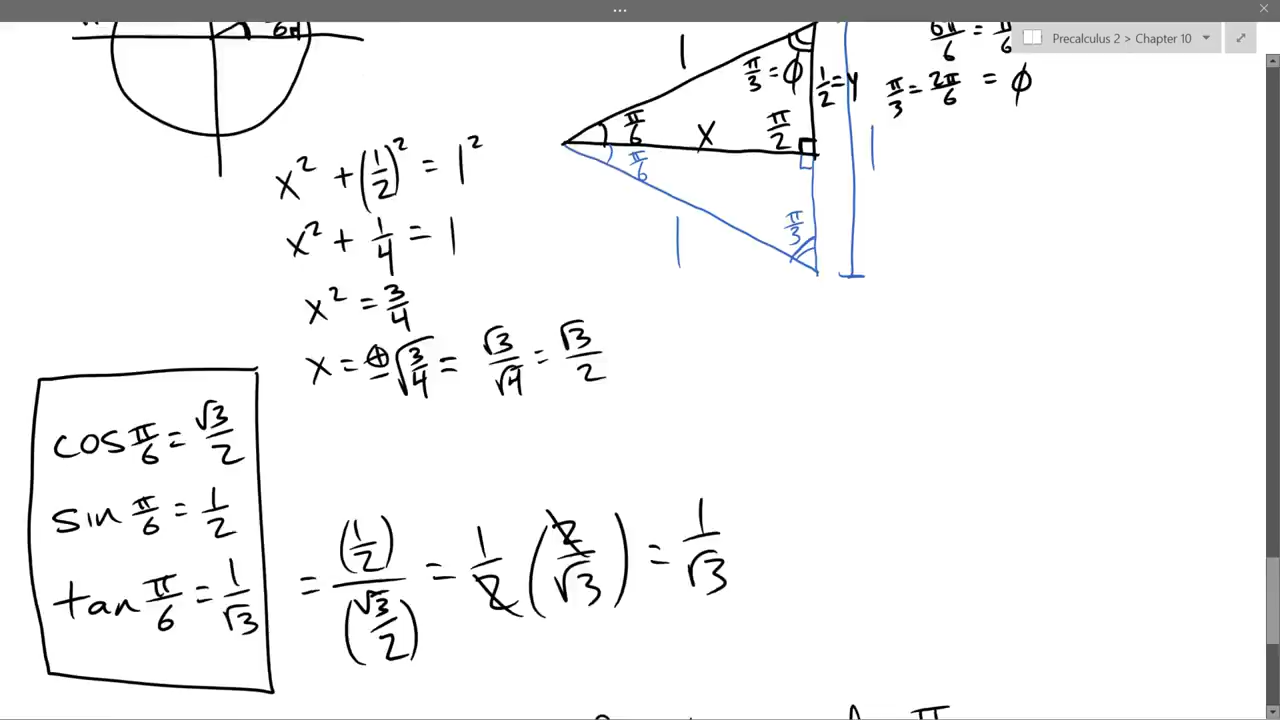 Precalculus 2 > Chapter 10
6π/6 = π/6
π/3 = 2π/6 = ϕ
1
π/3 = ϕ
1/2 = y
π/6
x
π/2
1
π/6
π/3
1
x² + (1/2)² = 1²
x² + 1/4 = 1
x² = 3/4
x = ±√(3/4) = √3/√4 = √3/2
cos π/6 = √3/2
sin π/6 = 1/2
tan π/6 = 1/√3 = (1/2)/(√3/2) = 1/2 (2/√3) = 1/√3
π